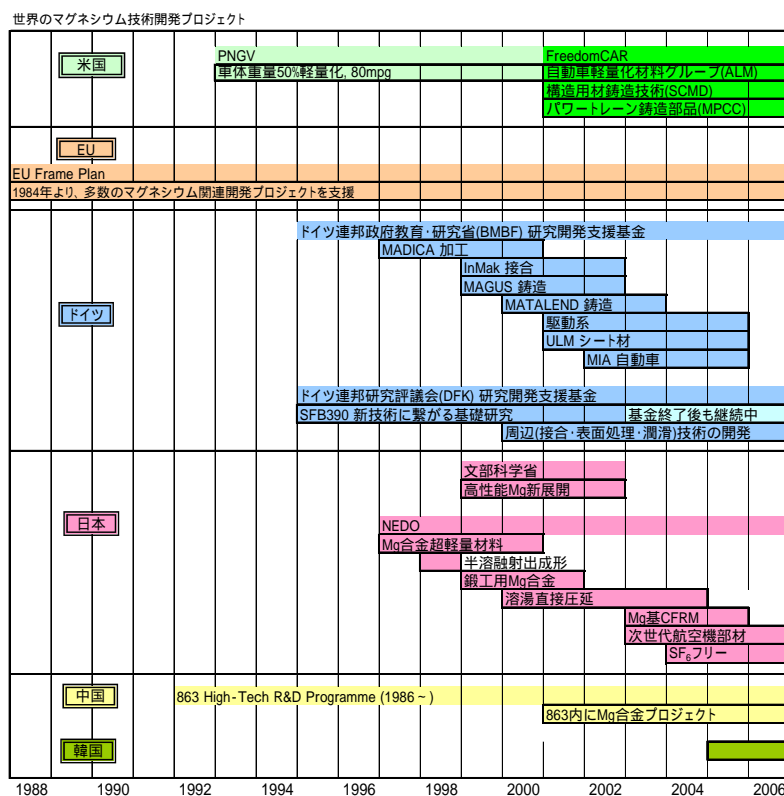 世界のマグネシウム技術開発プロジェクト
米国
PNGV
FreedomCAR
車体重量50%軽量化, 80mpg
自動車軽量化材料グループ(ALM)
構造用材鋳造技術(SCMD)
パワートレーン鋳造部品(MPCC)
EU
EU Frame Plan
1984年より、多数のマグネシウム関連開発プロジェクトを支援
ドイツ
ドイツ連邦政府教育・研究省(BMBF) 研究開発支援基金
MADICA 加工
InMak 接合
MAGUS 鋳造
MATALEND 鋳造
駆動系
ULM シート材
MIA 自動車
ドイツ連邦研究評議会(DFK) 研究開発支援基金
SFB390 新技術に繋がる基礎研究
基金終了後も継続中
周辺(接合・表面処理・潤滑)技術の開発
日本
文部科学省
高性能Mg新展開
NEDO
Mg合金超軽量材料
半溶融射出成形
鍛工用Mg合金
溶湯直接圧延
Mg基CFRM
次世代航空機部材
SF6フリー
中国
863 High-Tech R&D Programme (1986～)
863内にMg合金プロジェクト
韓国
1988 1990 1992 1994 1996 1998 2000 2002 2004 2006